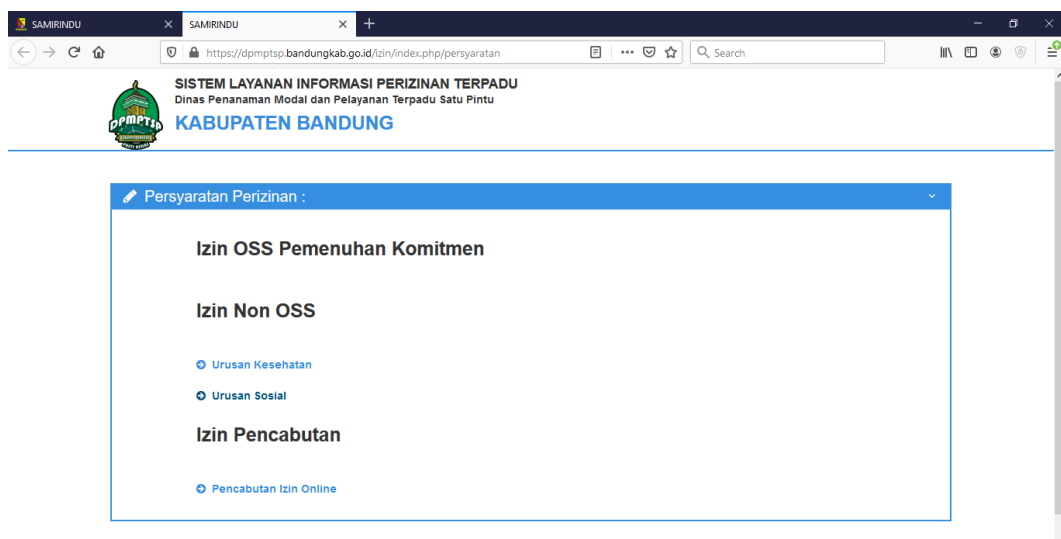 SAMIRINDU
SAMIRINDU
https://dpmptsp.bandungkab.go.id/izin/index.php/persyaratan
Search
DPMPTSP
SISTEM LAYANAN INFORMASI PERIZINAN TERPADU
Dinas Penanaman Modal dan Pelayanan Terpadu Satu Pintu
KABUPATEN BANDUNG
Persyaratan Perizinan :
Izin OSS Pemenuhan Komitmen
Izin Non OSS
Urusan Kesehatan
Urusan Sosial
Izin Pencabutan
Pencabutan Izin Online